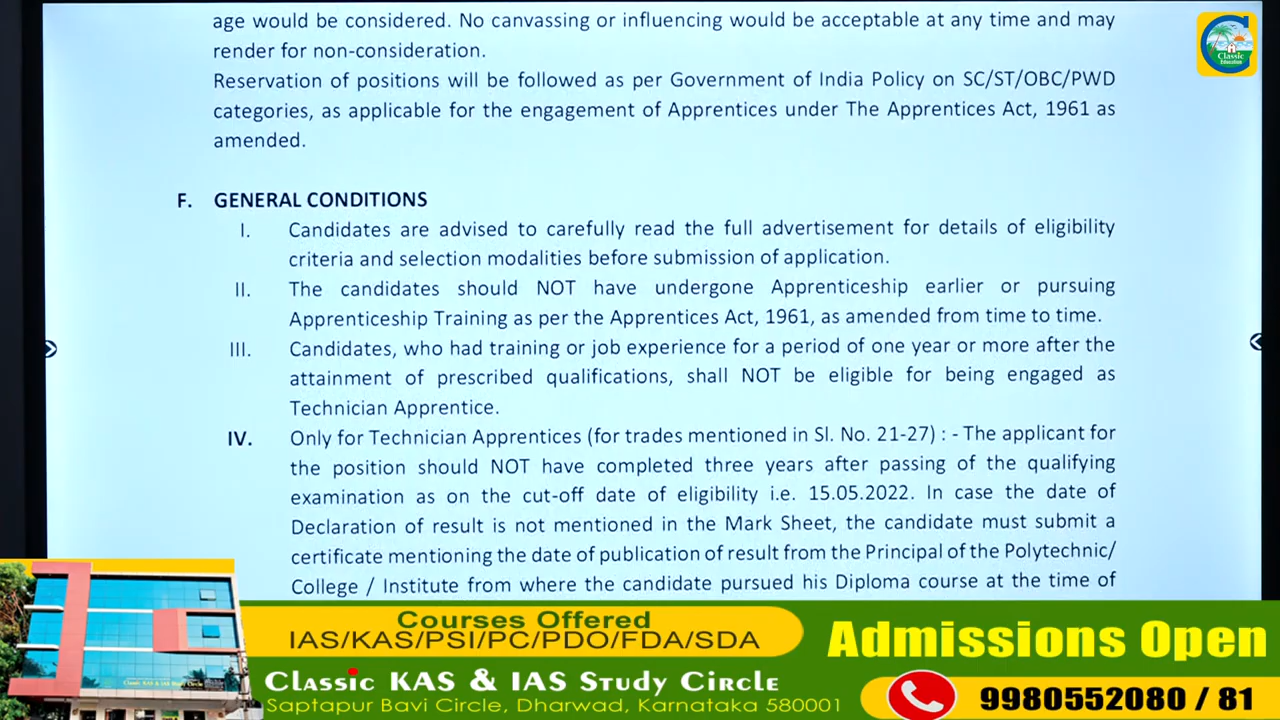 age would be considered. No canvassing or influencing would be acceptable at any time and may
render for non-consideration.
Reservation of positions will be followed as per Government of India Policy on SC/ST/OBC/PWD
categories, as applicable for the engagement of Apprentices under The Apprentices Act, 1961 as
amended.
F. GENERAL CONDITIONS
I. Candidates are advised to carefully read the full advertisement for details of eligibility
criteria and selection modalities before submission of application.
II. The candidates should NOT have undergone Apprenticeship earlier or pursuing
Apprenticeship Training as per the Apprentices Act, 1961, as amended from time to time.
III. Candidates, who had training or job experience for a period of one year or more after the
attainment of prescribed qualifications, shall NOT be eligible for being engaged as
Technician Apprentice.
IV. Only for Technician Apprentices (for trades mentioned in Sl. No. 21-27) : - The applicant for
the position should NOT have completed three years after passing of the qualifying
examination as on the cut-off date of eligibility i.e. 15.05.2022. In case the date of
Declaration of result is not mentioned in the Mark Sheet, the candidate must submit a
certificate mentioning the date of publication of result from the Principal of the Polytechnic/
College / Institute from where the candidate pursued his Diploma course at the time of
Classic
Education
Courses Offered
IAS/KAS/PSI/PC/PDO/FDA/SDA
Classic KAS & IAS Study Circle
Saptapur Bavi Circle, Dharwad, Karnataka 580001
Admissions Open
9980552080 / 81
Classic KAS & IAS Study Circle